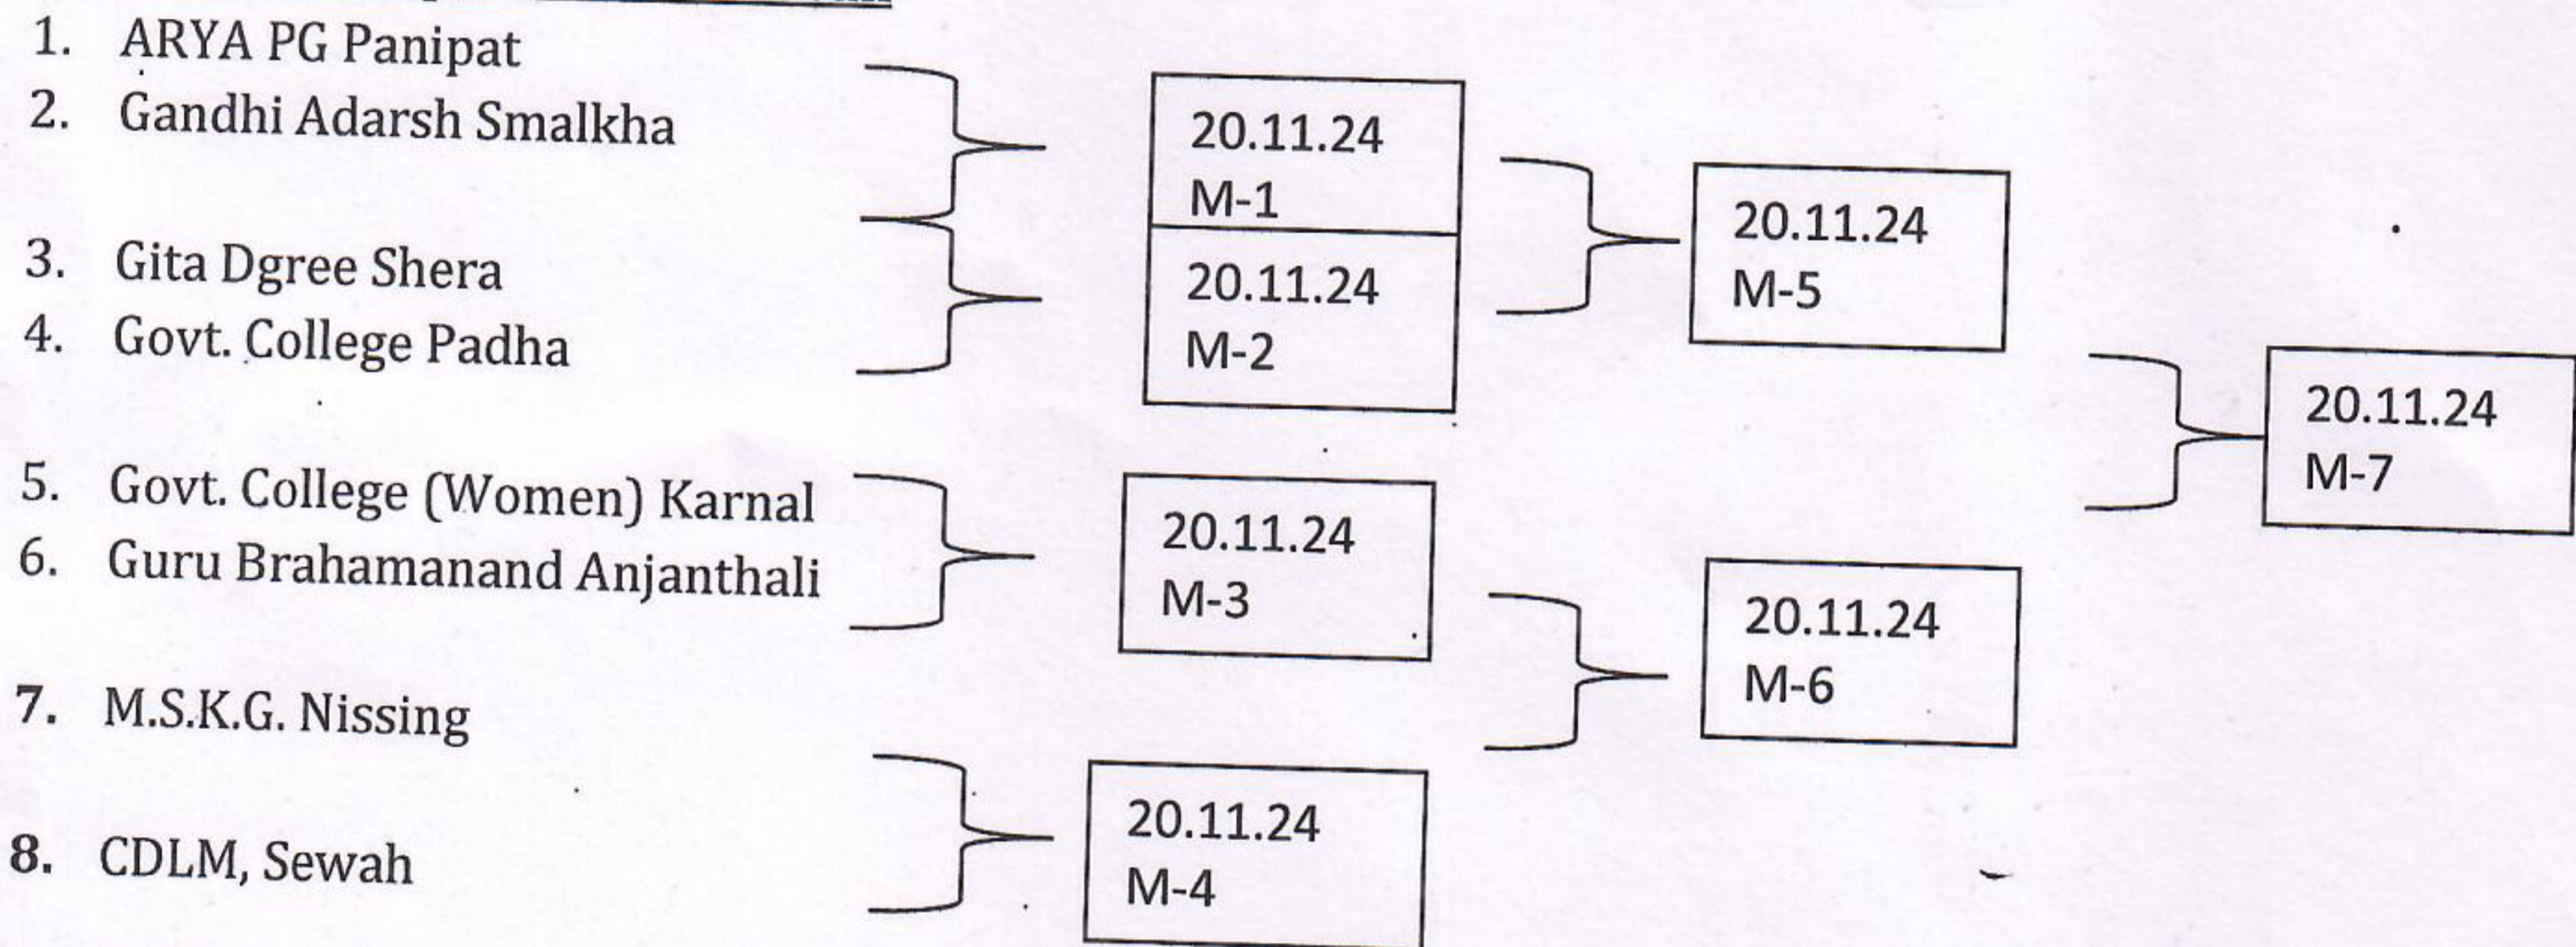 1. ARYA PG Panipat
2. Gandhi Adarsh Smalkha
3. Gita Dgree Shera
4. Govt. College Padha
5. Govt. College (Women) Karnal
6. Guru Brahamanand Anjanthali
7. M.S.K.G. Nissing
8. CDLM, Sewah
20.11.24
M-1
20.11.24
M-2
20.11.24
M-3
20.11.24
M-4
20.11.24
M-5
20.11.24
M-6
20.11.24
M-7